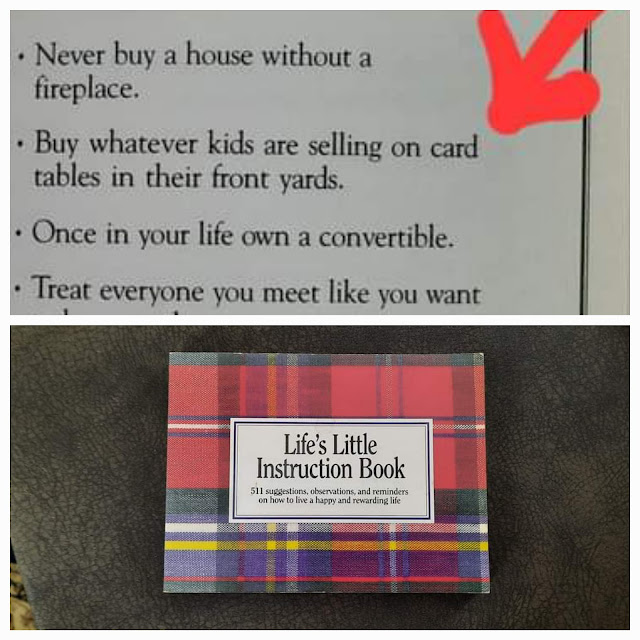 • Never buy a house without a
fireplace.
• Buy whatever kids are selling on card
tables in their front yards.
• Once in your life own a convertible.
• Treat everyone you meet like you want
Life's Little
Instruction Book
511 suggestions, observations, and reminders
on how to live a happy and rewarding life